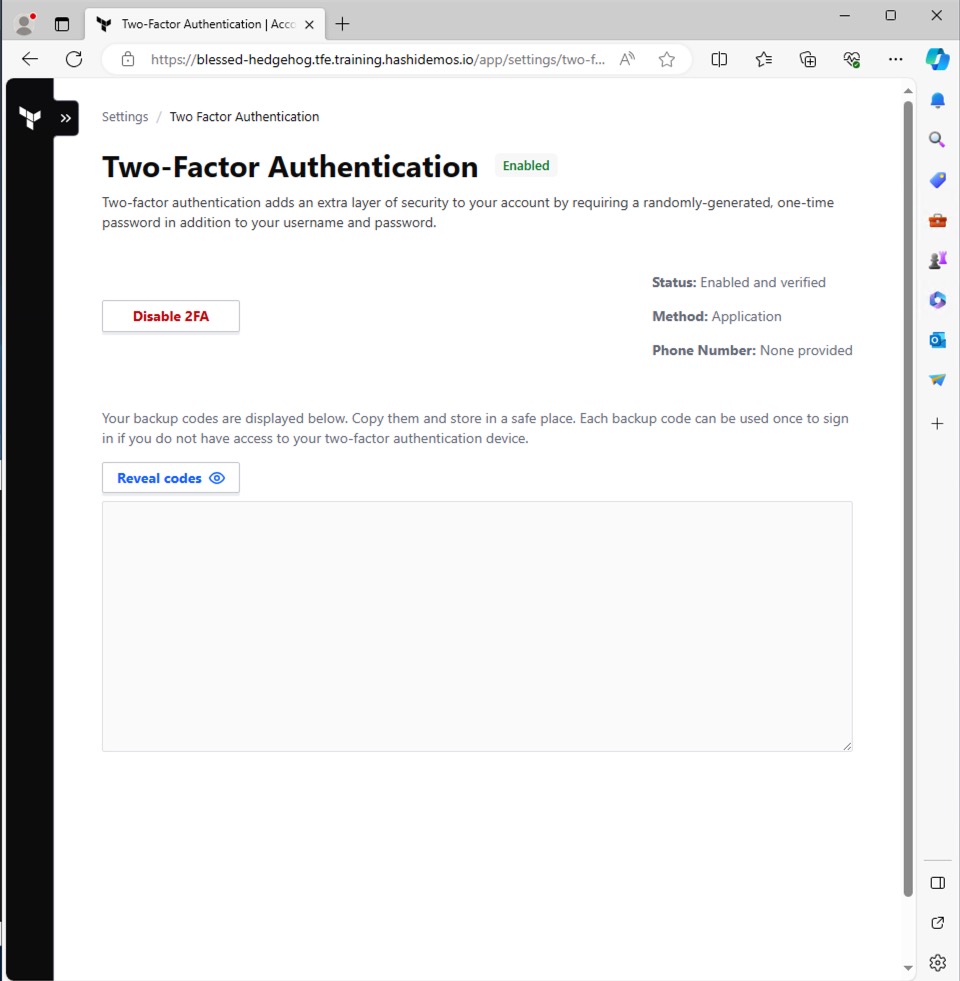 Two-Factor Authentication | Acco
https://blessed-hedgehog.tfe.training.hashidemos.io/app/settings/two-f...
Settings / Two Factor Authentication
Two-Factor Authentication Enabled
Two-factor authentication adds an extra layer of security to your account by requiring a randomly-generated, one-time
password in addition to your username and password.
Status: Enabled and verified
Disable 2FA
Method: Application
Phone Number: None provided
Your backup codes are displayed below. Copy them and store in a safe place. Each backup code can be used once to sign
in if you do not have access to your two-factor authentication device.
Reveal codes